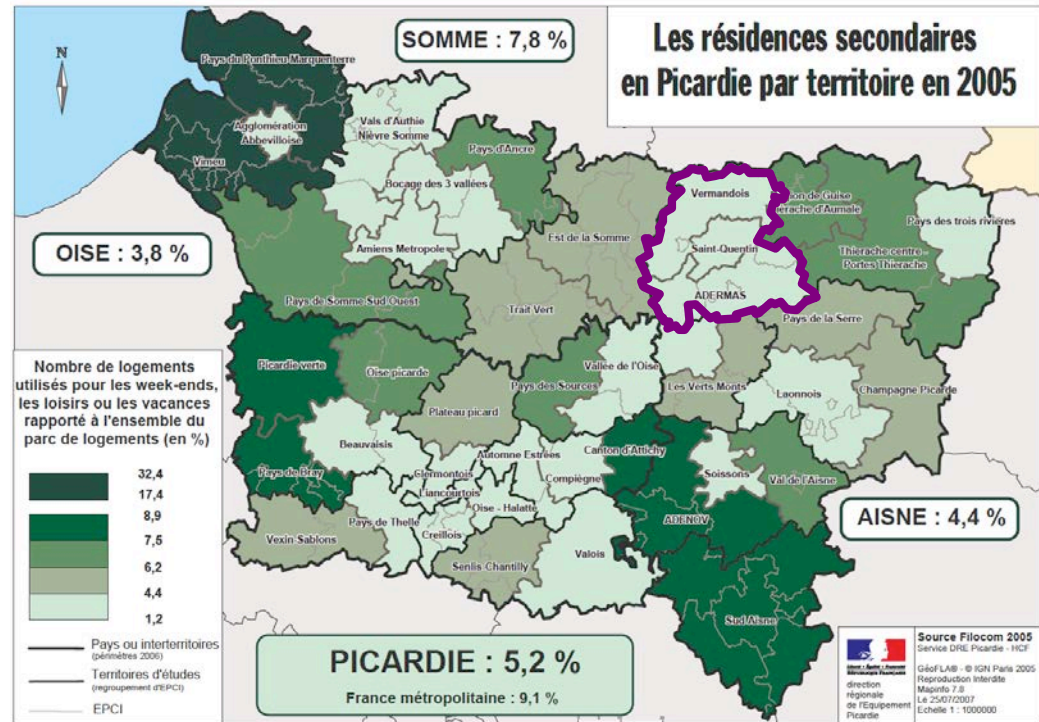 Les résidences secondaires
en Picardie par territoire en 2005
SOMME : 7,8 %
OISE : 3,8 %
AISNE : 4,4 %
N
Pays du Ponthieu Marquenterre
Agglomération
Abbevilloise
Vimeu
Vals d'Authie
Nièvre Somme
Pays d'Ancre
Bocage des 3 vallées
Amiens Metropole
Est de la Somme
Vermandois
Saint-Quentin
ADERMAS
de Guise
d'Aumale
Pays des trois rivières
Thiérache centre -
Portes Thiérache
Pays de Somme Sud Ouest
Trait Vert
Pays de la Serre
Picardie verte
Oise picarde
Plateau picard
Pays des Sources
Vallée de l'Oise
Les Verts Monts
Laonnois
Champagne Picarde
Beauvaisis
Automne Estrées
Canton d'Attichy
Clermontois
Liancourtois
Compiègne
Soissons
Val de l'Aisne
Pays de Bray
Oise - Halatte
Pays de Thelle
Creillois
ADENOV
Vexin-Sablons
Senlis Chantilly
Valois
Sud Aisne
Nombre de logements
utilisés pour les week-ends,
les loisirs ou les vacances
rapporté à l'ensemble du
parc de logements (en %)
32,4
17,4
8,9
7,5
6,2
4,4
1,2
Pays ou interterritoires
(périmètres 2006)
Territoires d'études
(regroupement d'EPCI)
EPCI
PICARDIE : 5,2 %
France métropolitaine : 9,1 %
Liberté • Égalité • Fraternité
RÉPUBLIQUE FRANÇAISE
direction
régionale
de l'Equipement
Picardie
Source Filocom 2005
Service DRE Picardie - HCF
GéoFLA® - © IGN Paris 2005
Reproduction Interdite
Mapinfo 7.8
Le 25/07/2007
Echelle 1 : 1000000